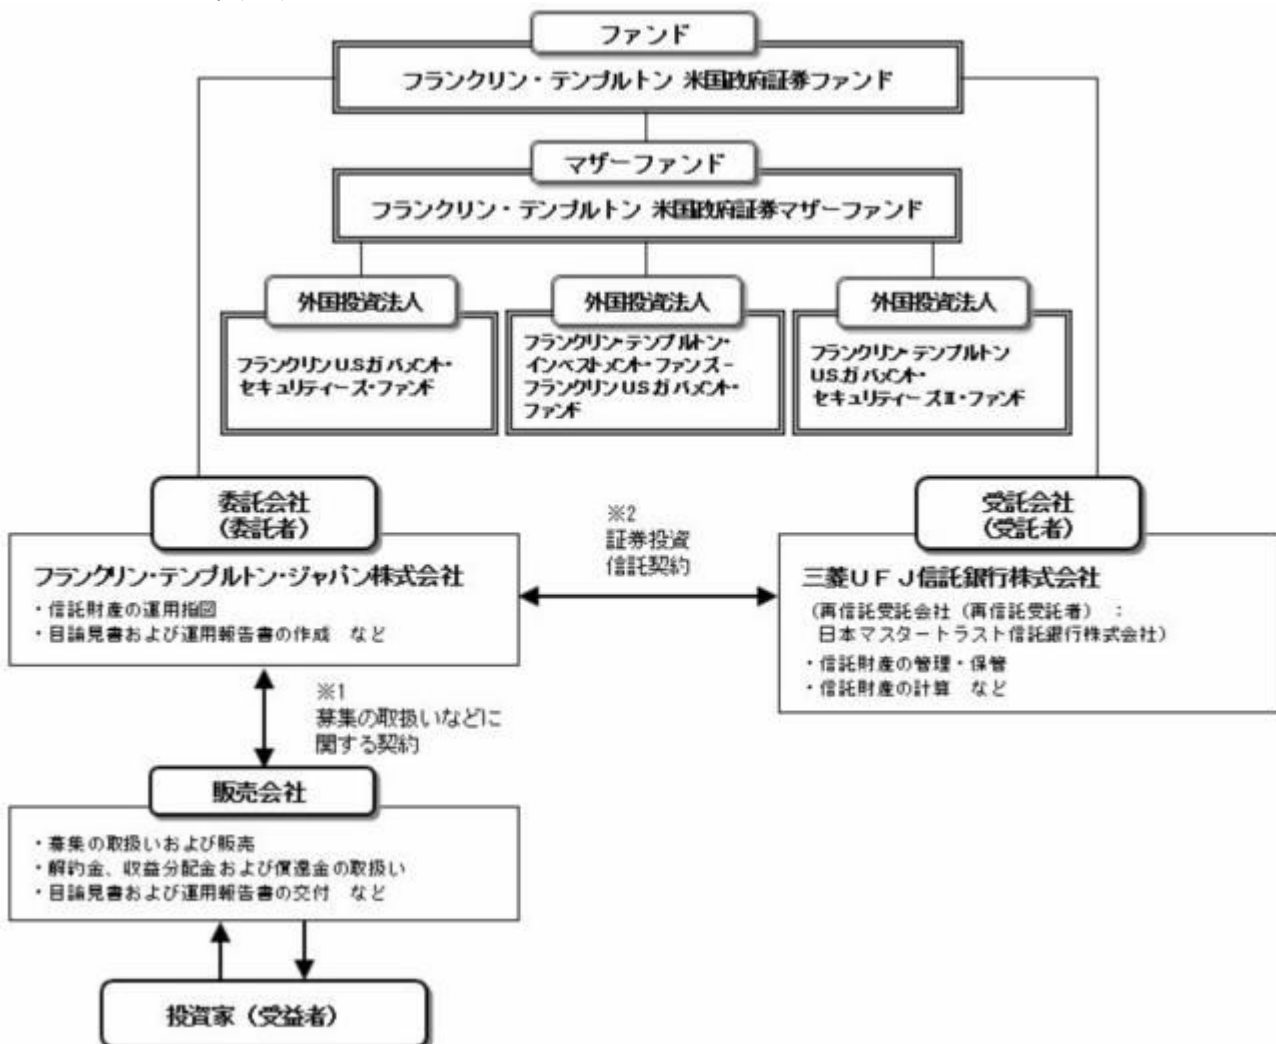 ファンド
フランクリン・テンプルトン 米国政府証券ファンド
マザーファンド
フランクリン・テンプルトン 米国政府証券マザーファンド
外国投資法人
フランクリンU.S.ガバメント・
セキュリティーズ・ファンド
外国投資法人
フランクリン・テンプルトン・
インベストメント・ファンズ－
フランクリンU.S.ガバメント・
ファンド
外国投資法人
フランクリン・テンプルトン
U.S.ガバメント・
セキュリティーズⅡ・ファンド
委託会社
(委託者)
フランクリン・テンプルトン・ジャパン株式会社
・信託財産の運用指図
・目論見書および運用報告書の作成 など
※2
証券投資
信託契約
受託会社
(受託者)
三菱ＵＦＪ信託銀行株式会社
（再信託受託会社（再信託受託者）：
日本マスタートラスト信託銀行株式会社）
・信託財産の管理・保管
・信託財産の計算 など
※1
募集の取扱いなどに
関する契約
販売会社
・募集の取扱いおよび販売
・解約金、収益分配金および償還金の取扱い
・目論見書および運用報告書の交付 など
投資家（受益者）